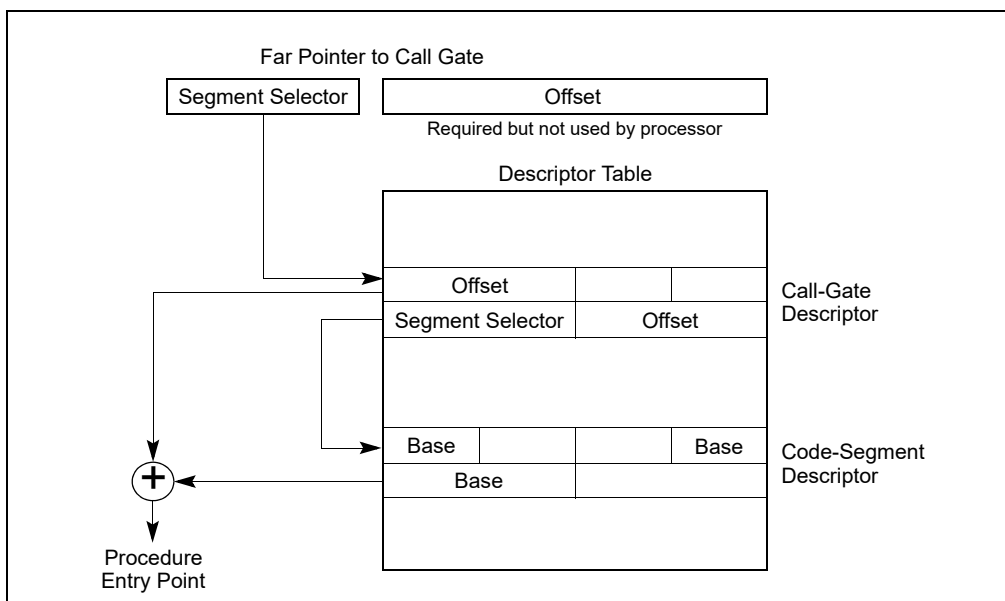 Far Pointer to Call Gate
Segment Selector
Offset
Required but not used by processor
Descriptor Table
Offset
Call-Gate
Descriptor
Segment Selector
Offset
Base
Base
Code-Segment
Descriptor
Base
+
Procedure
Entry Point